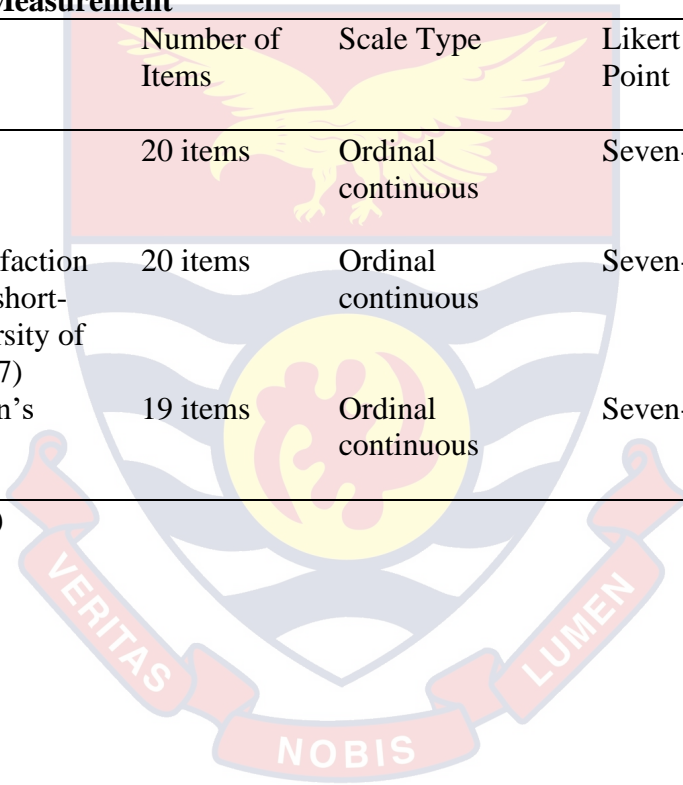 Measurement
Number of Scale Type Likert
Items Point
20 items Ordinal Seven-
continuous
faction 20 items Ordinal Seven-
short- continuous
rsity of
7)
n's 19 items Ordinal Seven-
continuous
)
VERITAS NOBIS LUMEN